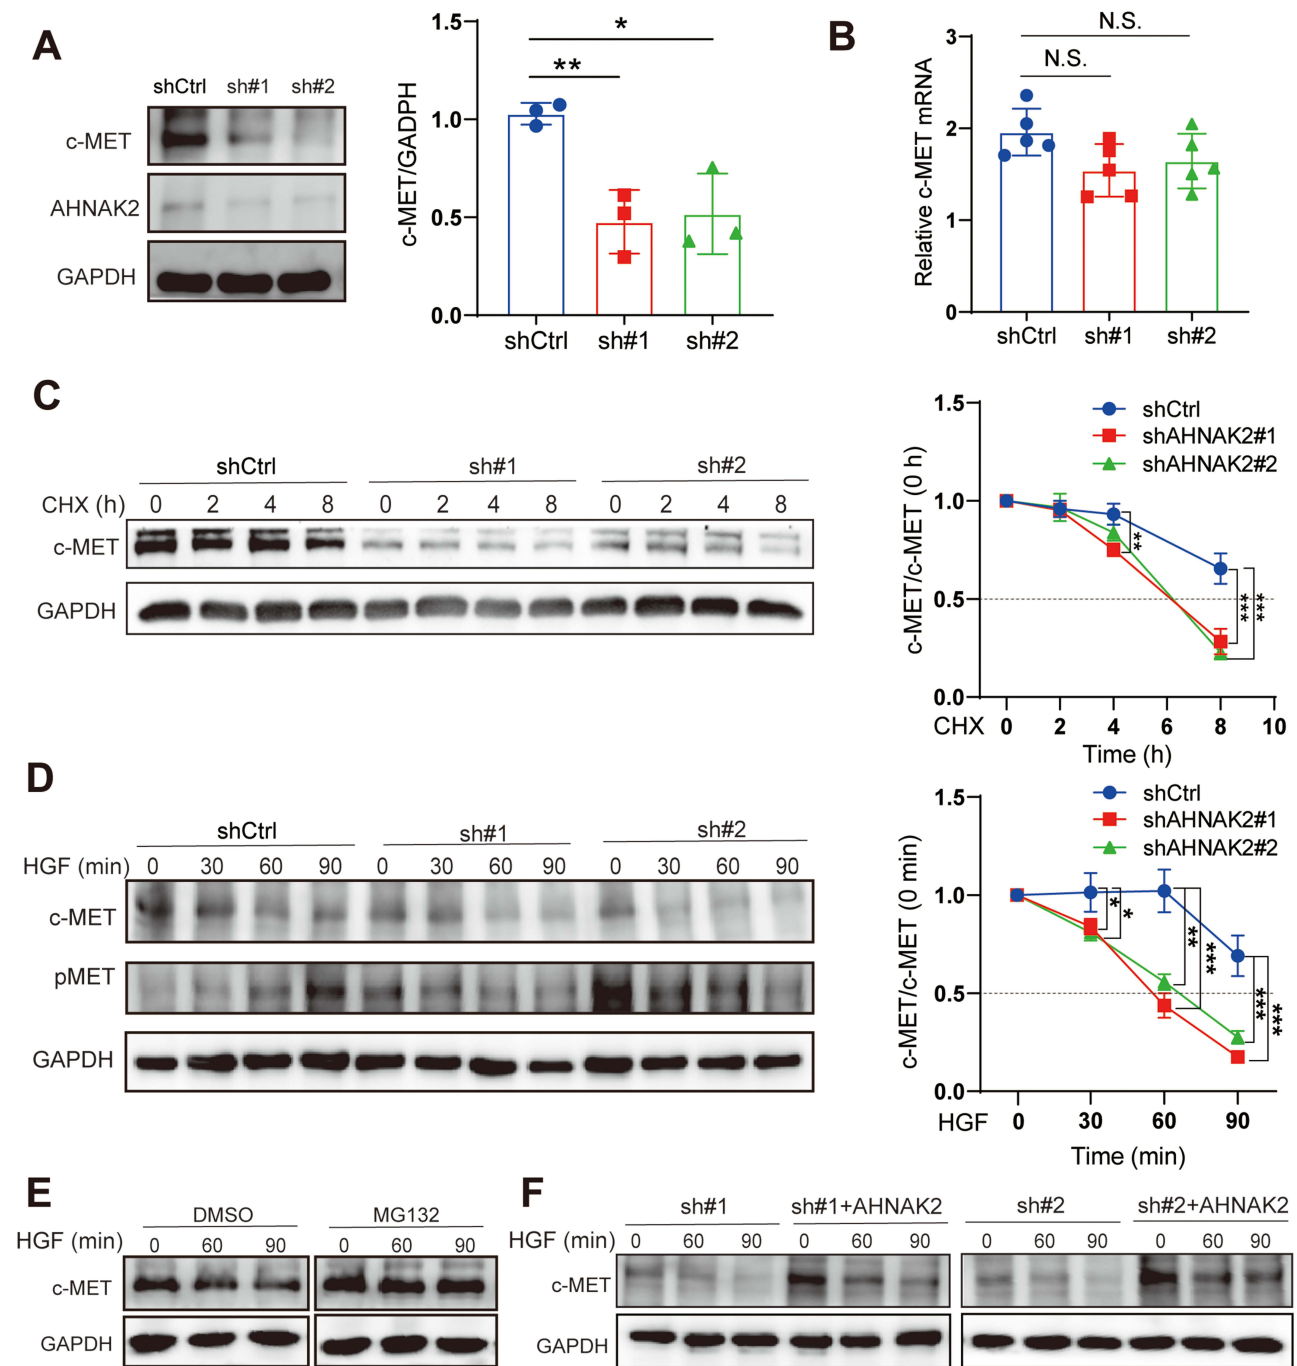 A
shCtrl sh#1 sh#2
c-MET
AHNAK2
GAPDH
c-MET/GADPH
1.5
1.0
0.5
0.0
*
**
shCtrl sh#1 sh#2
B
Relative c-MET mRNA
3
2
1
0
N.S.
N.S.
shCtrl sh#1 sh#2
C
shCtrl sh#1 sh#2
CHX (h) 0 2 4 8 0 2 4 8 0 2 4 8
c-MET
GAPDH
c-MET/c-MET (0 h)
1.5
1.0
0.5
0.0
shCtrl
shAHNAK2#1
shAHNAK2#2
**
***
***
CHX 0 2 4 6 8 10
Time (h)
D
shCtrl sh#1 sh#2
HGF (min) 0 30 60 90 0 30 60 90 0 30 60 90
c-MET
pMET
GAPDH
c-MET/c-MET (0 min)
1.5
1.0
0.5
0.0
shCtrl
shAHNAK2#1
shAHNAK2#2
*
*
**
***
***
***
HGF 0 30 60 90
Time (min)
E
DMSO MG132
HGF (min) 0 60 90 0 60 90
c-MET
GAPDH
F
sh#1 sh#1+AHNAK2 sh#2 sh#2+AHNAK2
HGF (min) 0 60 90 0 60 90 0 60 90 0 60 90
c-MET
GAPDH